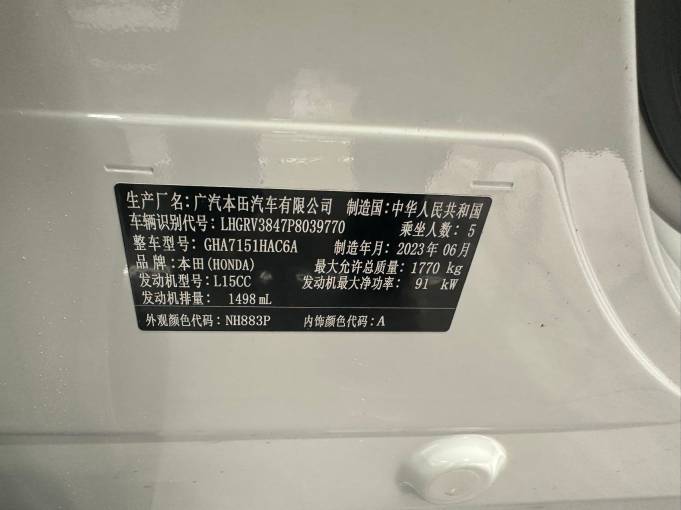 生产厂名：广汽本田汽车有限公司 制造国：中华人民共和国
车辆识别代号：LHGRV3847P8039770 乘坐人数：5
整车型号：GHA7151HAC6A 制造年月：2023年06月
品牌：本田(HONDA) 最大允许总质量：1770 kg
发动机型号：L15CC 发动机最大净功率：91 kW
发动机排量：1498 mL
外观颜色代码：NH883P 内饰颜色代码：A